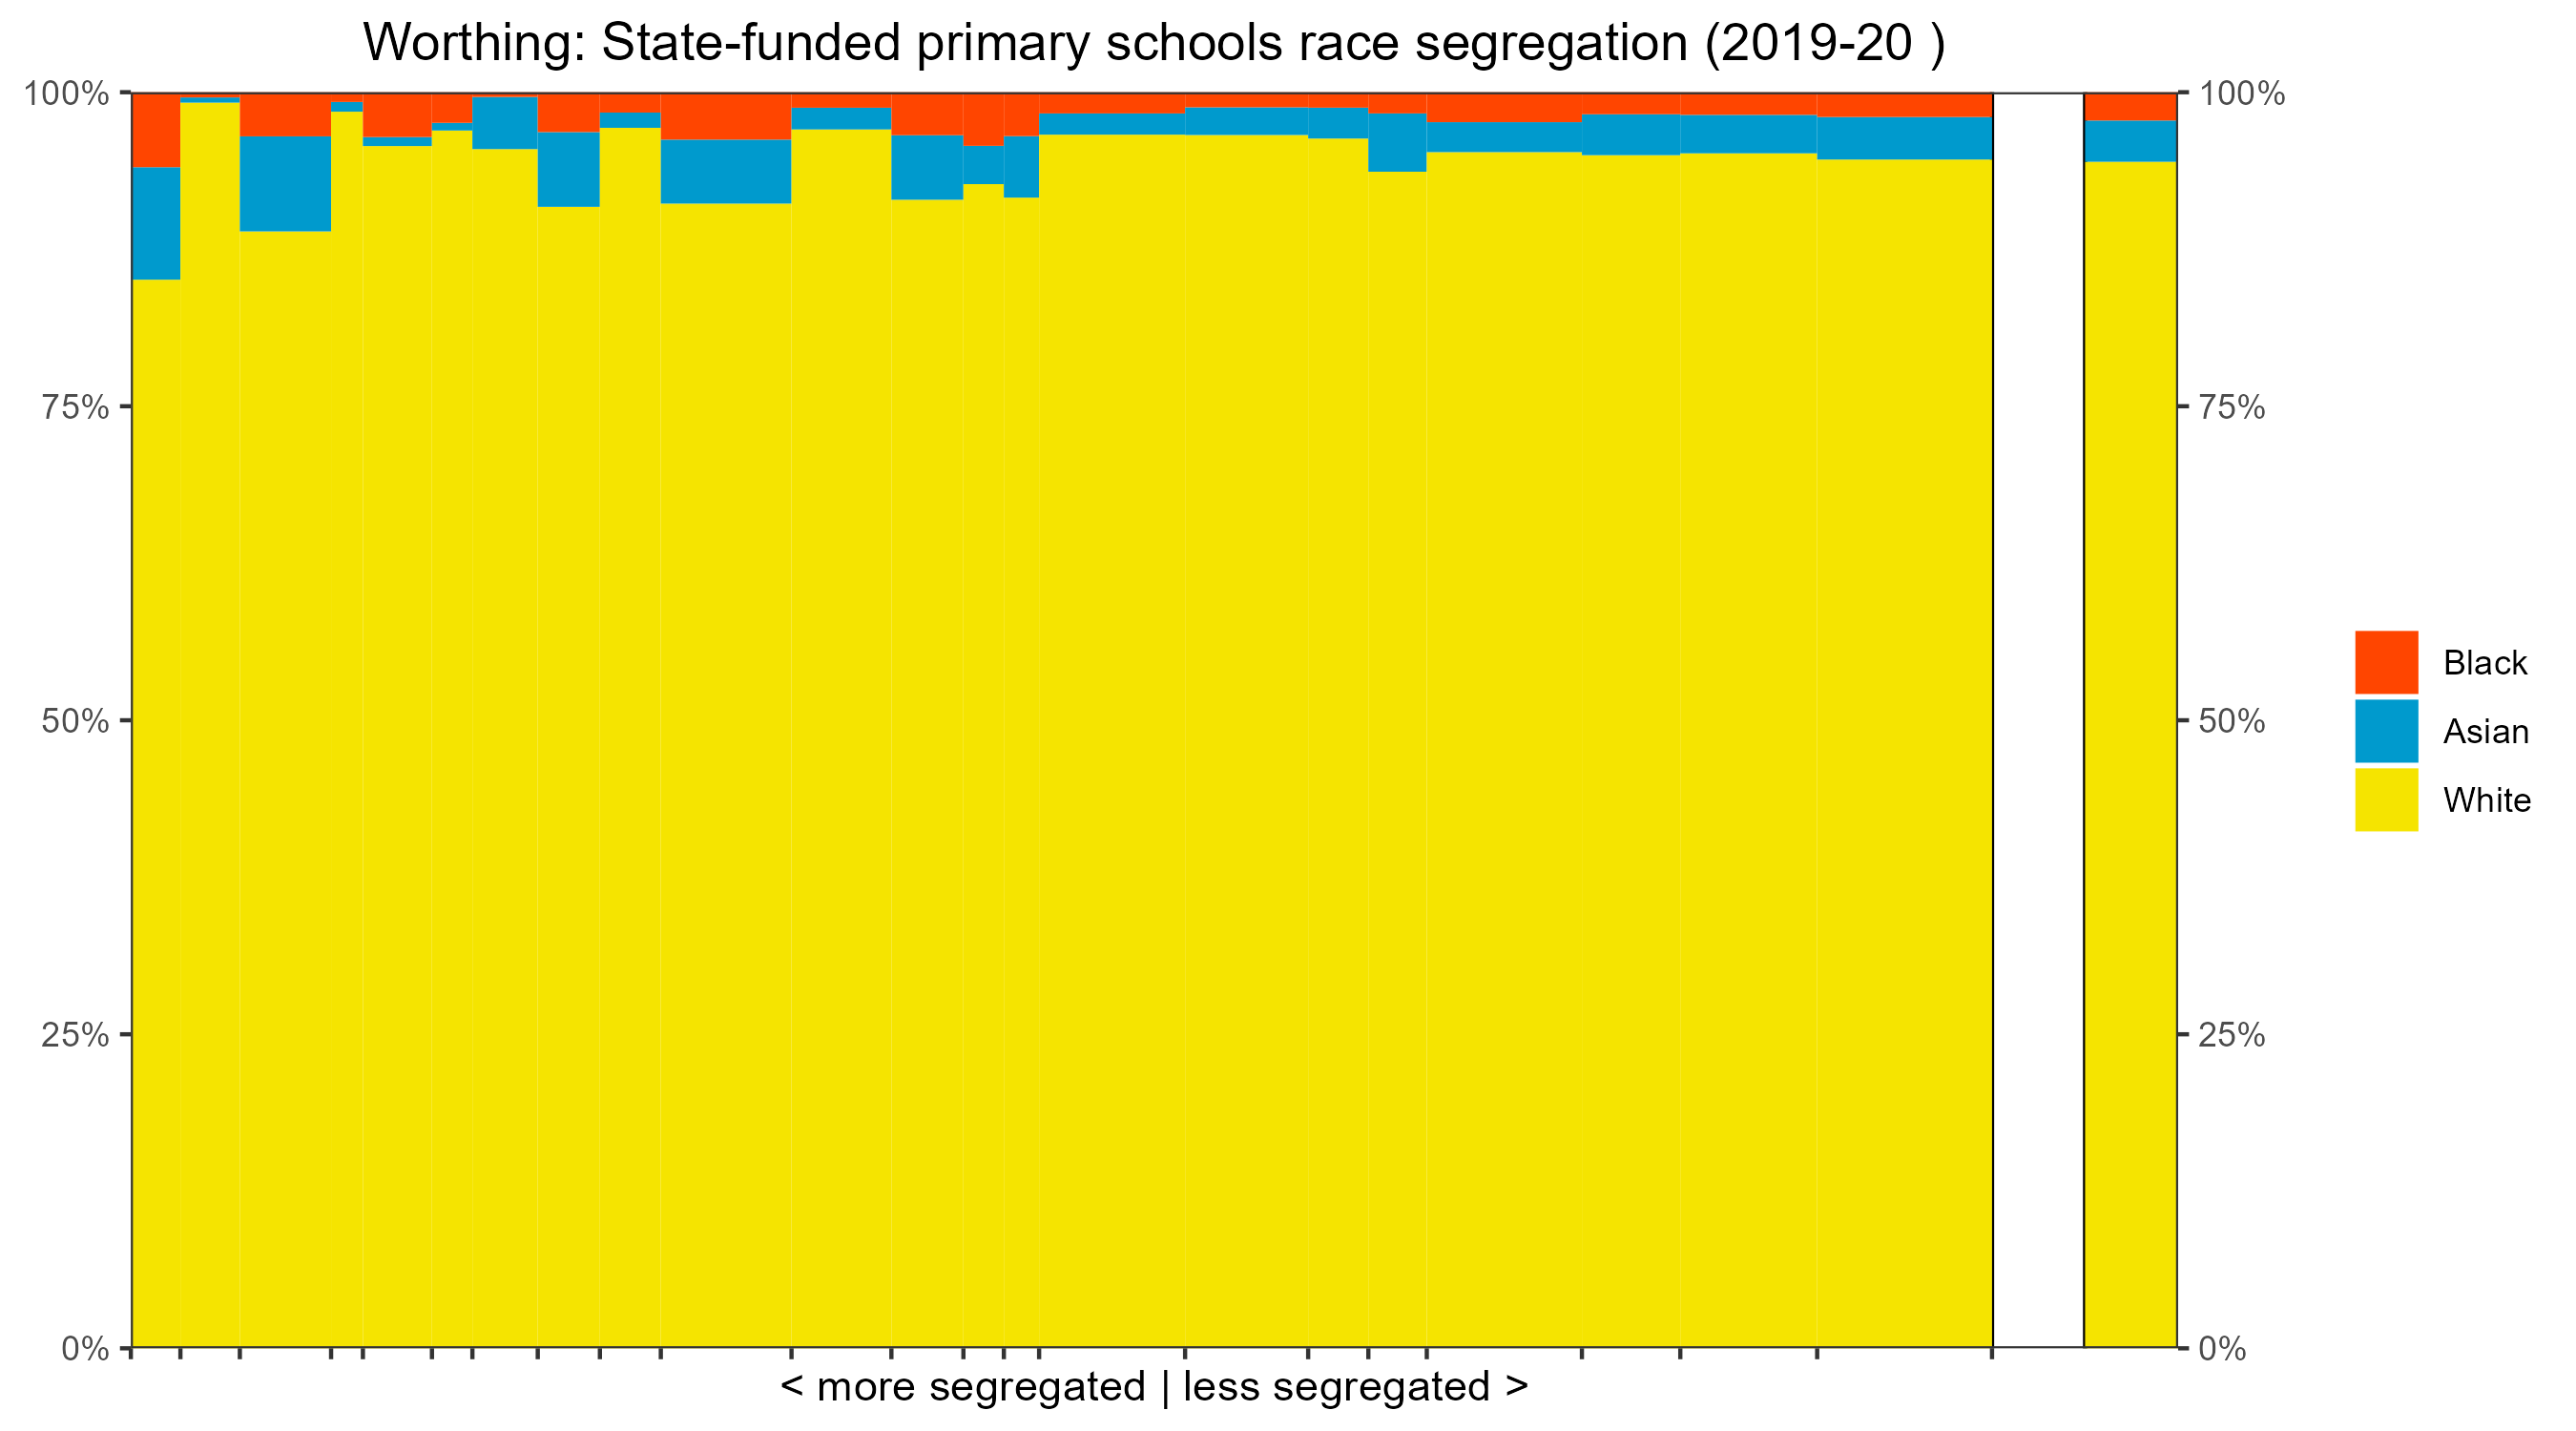 Worthing: State-funded primary schools race segregation (2019-20 )
100%
75%
50%
25%
0%
100%
75%
50%
25%
0%
Black
Asian
White
< more segregated | less segregated >